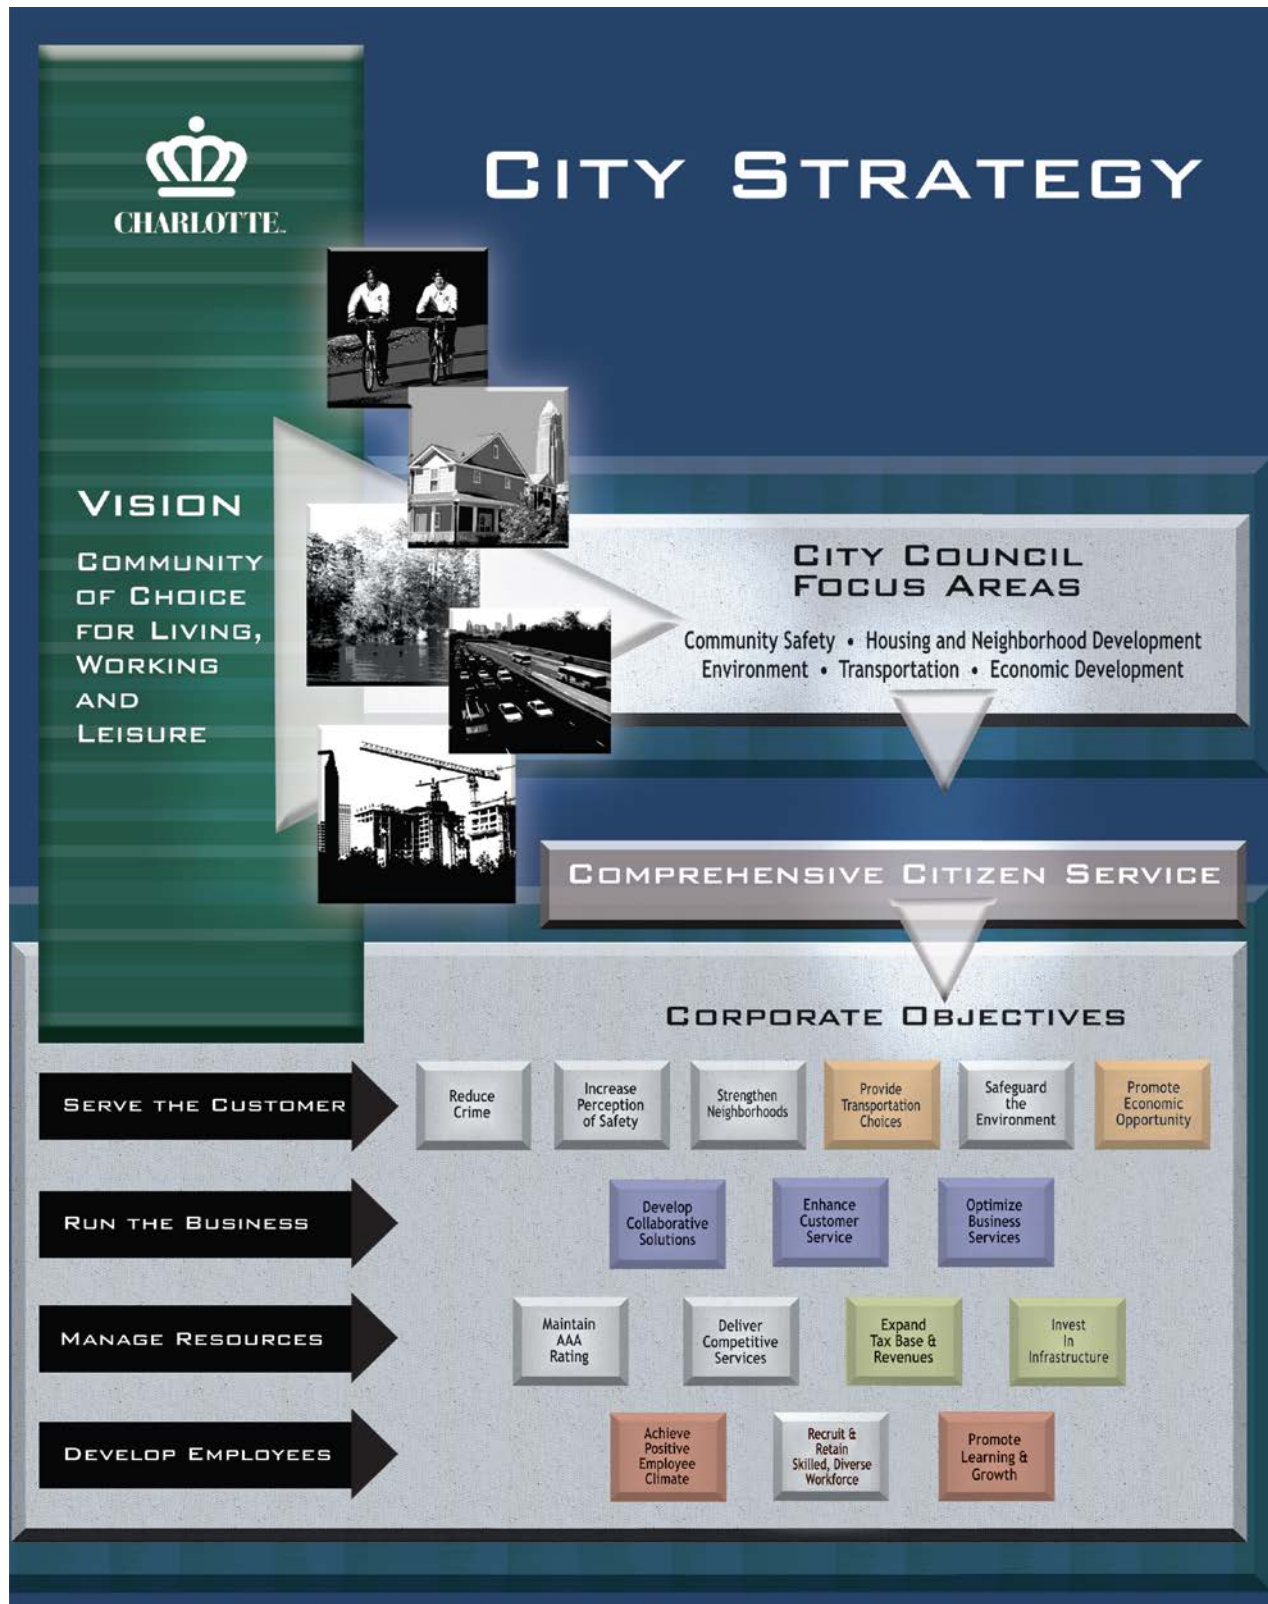 CHARLOTTE™
CITY STRATEGY
VISION
COMMUNITY
OF CHOICE
FOR LIVING,
WORKING
AND
LEISURE
CITY COUNCIL
FOCUS AREAS
Community Safety • Housing and Neighborhood Development
Environment • Transportation • Economic Development
COMPREHENSIVE CITIZEN SERVICE
CORPORATE OBJECTIVES
SERVE THE CUSTOMER
Reduce
Crime
Increase
Perception
of Safety
Strengthen
Neighborhoods
Provide
Transportation
Choices
Safeguard
the
Environment
Promote
Economic
Opportunity
RUN THE BUSINESS
Develop
Collaborative
Solutions
Enhance
Customer
Service
Optimize
Business
Services
MANAGE RESOURCES
Maintain
AAA
Rating
Deliver
Competitive
Services
Expand
Tax Base &
Revenues
Invest
In
Infrastructure
DEVELOP EMPLOYEES
Achieve
Positive
Employee
Climate
Recruit &
Retain
Skilled, Diverse
Workforce
Promote
Learning &
Growth